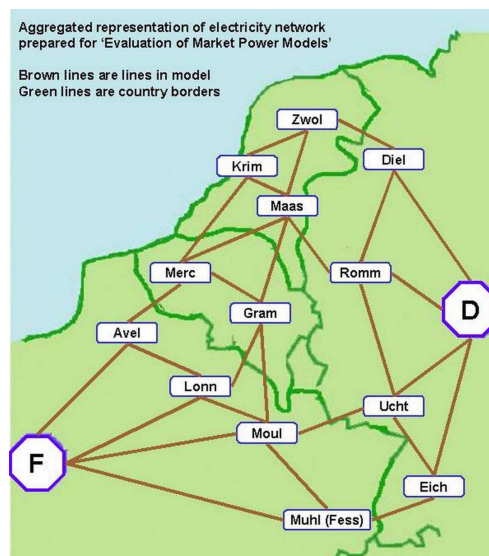 Aggregated representation of electricity network
prepared for 'Evaluation of Market Power Models'
Brown lines are lines in model
Green lines are country borders
Zwol
Krim
Diel
Maas
Merc
Romm
Gram
D
Avel
Lonn
Ucht
Moul
F
Eich
Muhl (Fess)